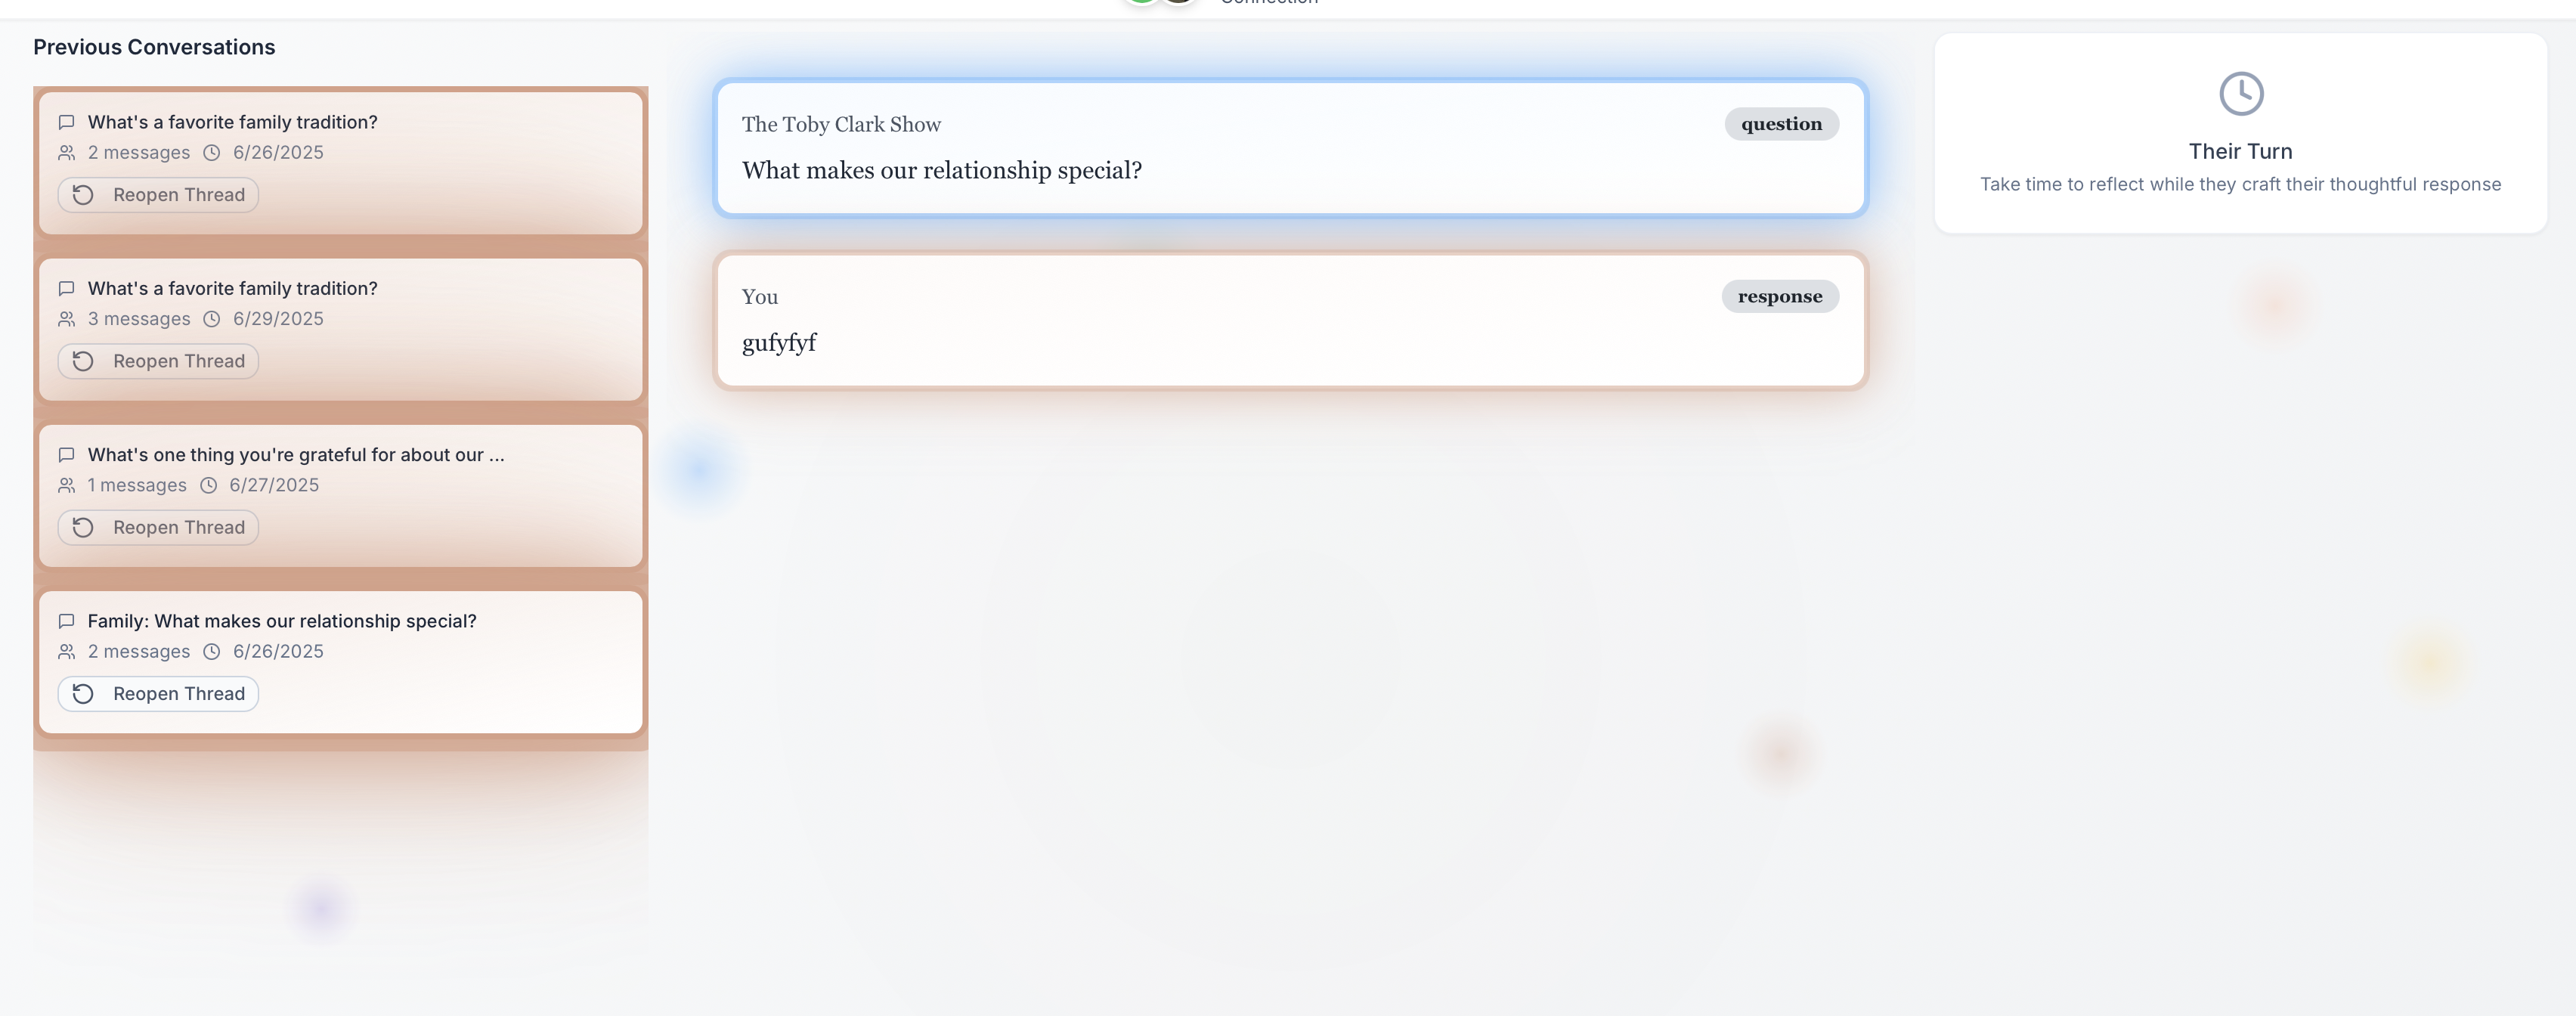 Connection
Previous Conversations
What's a favorite family tradition?
2 messages 6/26/2025
Reopen Thread
What's a favorite family tradition?
3 messages 6/29/2025
Reopen Thread
What's one thing you're grateful for about our ...
1 messages 6/27/2025
Reopen Thread
Family: What makes our relationship special?
2 messages 6/26/2025
Reopen Thread
The Toby Clark Show question
What makes our relationship special?
You response
gufyfyf
Their Turn
Take time to reflect while they craft their thoughtful response